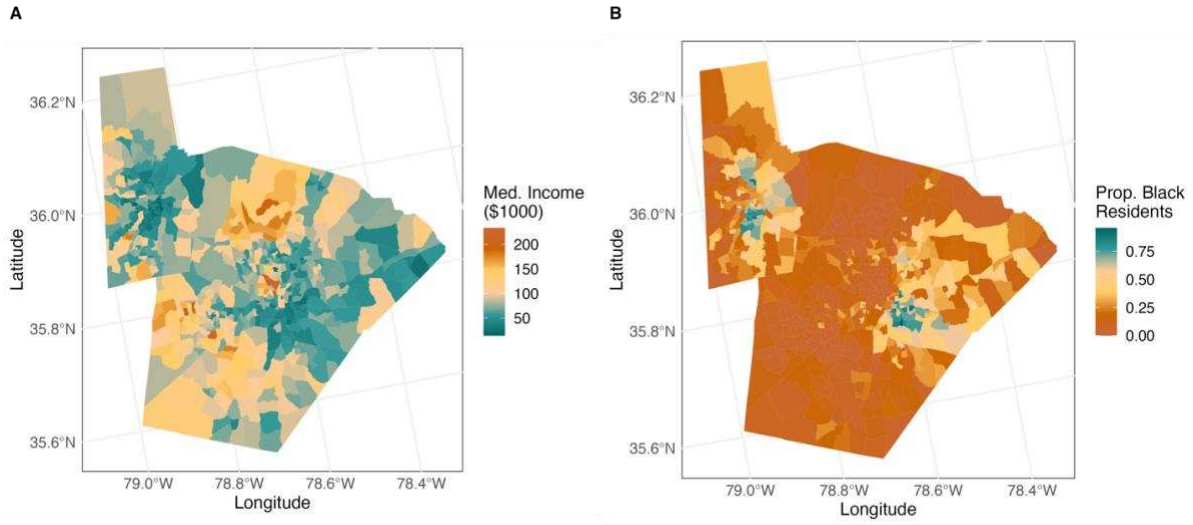 A
36.2°N
36.0°N
35.8°N
35.6°N
Latitude
79.0°W 78.8°W 78.6°W 78.4°W
Longitude
Med. Income
($1000)
200
150
100
50
B
36.2°N
36.0°N
35.8°N
35.6°N
Latitude
79.0°W 78.8°W 78.6°W 78.4°W
Longitude
Prop. Black
Residents
0.75
0.50
0.25
0.00